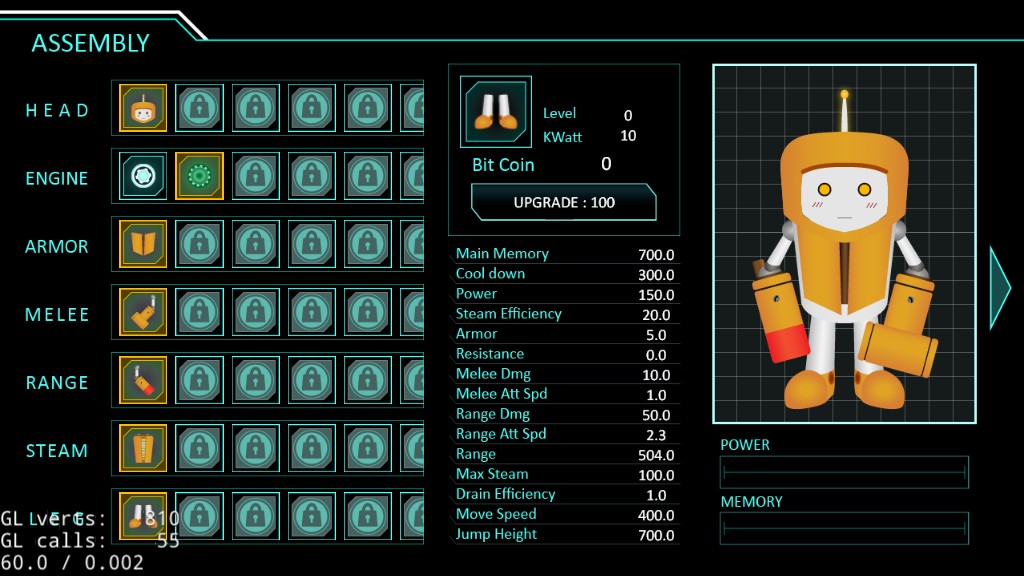 ASSEMBLY
HEAD
ENGINE
ARMOR
MELEE
RANGE
STEAM
LEG
GL verts: 810
GL calls: 55
60.0 / 0.002
Level 0
KWatt 10
Bit Coin 0
UPGRADE : 100
Main Memory 700.0
Cool down 300.0
Power 150.0
Steam Efficiency 20.0
Armor 5.0
Resistance 0.0
Melee Dmg 10.0
Melee Att Spd 1.0
Range Dmg 50.0
Range Att Spd 2.3
Range 504.0
Max Steam 100.0
Drain Efficiency 1.0
Move Speed 400.0
Jump Height 700.0
POWER
MEMORY